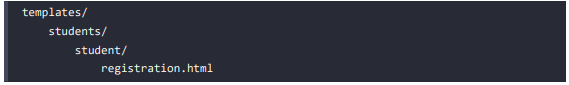 templates/
students/
student/
registration.html